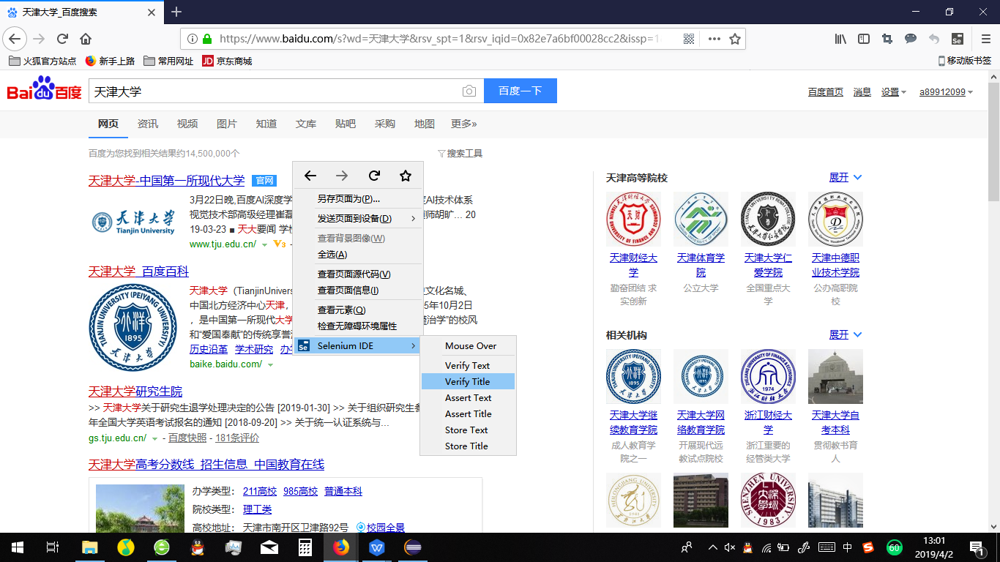 天津大学_百度搜索
https://www.baidu.com/s?wd=天津大学&rsv_spt=1&rsv_iqid=0x82e7a6bf00028cc2&issp=1
火狐官方站点 新手上路 常用网址 JD 京东商城 移动版书签
Bai du 百度 天津大学 百度一下 百度首页 消息 设置 a89912099
网页 资讯 视频 图片 知道 文库 贴吧 采购 地图 更多»
百度为您找到相关结果约14,500,000个 搜索工具
天津大学-中国第一所现代大学 官网
3月22日晚,百度AI深度学
度AI技术体系
视觉技术部高级经理崔磊
师胡旷... 20
19-03-23 ■ 天大要闻 学校
www.tju.edu.cn/ V3 -
天津大学 Tianjin University
天津大学_百度百科
天津大学(TianjinUnivers
文化名城、
中国北方经济中心天津,
5年10月2日
,是中国第一所现代大学
治学"的校风
和"爱国奉献"的传统享誉
历史沿革 学术研究 办学
baike.baidu.com/
天津大学研究生院
>> 天津大学关于研究生退学处理决定的公告 [2019-01-30] >> 关于组织研究生参
年全国大学英语考试报名的通知 [2018-09-20] >> 关于统一认证系统与...
gs.tju.edu.cn/ - 百度快照 - 181条评价
天津大学高考分数线_招生信息_中国教育在线
办学类型: 211高校 985高校 普通本科
院校类型: 理工类
高校地址: 天津市南开区卫津路92号 校园全景
另存页面为(P)...
发送页面到设备(D)
查看背景图像(W)
全选(A)
查看页面源代码(V)
查看页面信息(I)
查看元素(Q)
检查无障碍环境属性
Se Selenium IDE
Mouse Over
Verify Text
Verify Title
Assert Text
Assert Title
Store Text
Store Title
天津高等院校 展开
天津财经大学
勤奋团结 求实创新
天津体育学院
公立大学
天津大学仁爱学院
全国重点大学
天津中德职业技术学院
公办高职院校
相关机构 展开
天津大学继续教育学院
成人教育学院之一
天津大学网络教育学院
开展现代远教试点院校
浙江财经大学
浙江重要的经管类大学
天津大学自考本科
贯彻教书育人
中 60 13:01
2019/4/2
1